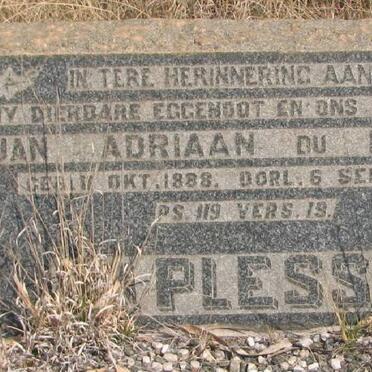 IN TERE HERINNERING AAN
Y DIERBARE EGGENOOT EN ONS
JAN ADRIAAN DU
OKT. 1888. OORL. 6 SE
PS. 119 VERS. 19.
PLESS